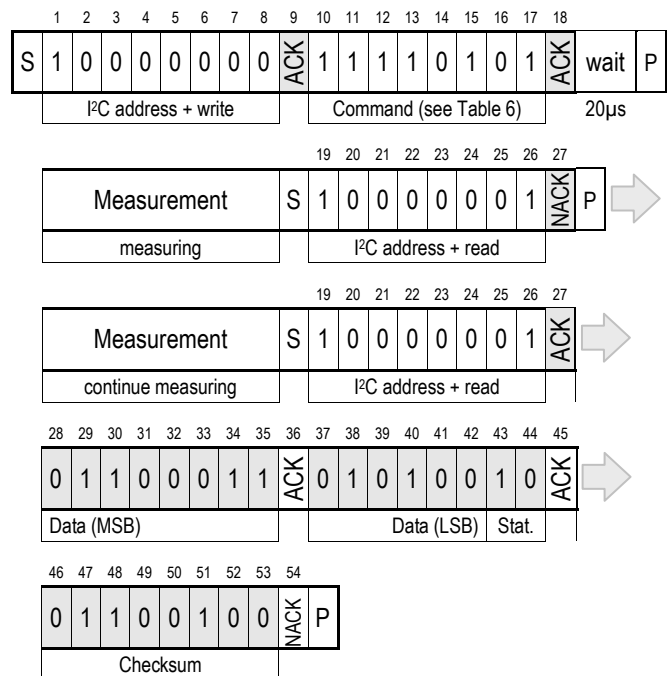 1 2 3 4 5 6 7 8 9 10 11 12 13 14 15 16 17 18
S 1 0 0 0 0 0 0 0 ACK 1 1 1 1 0 1 0 1 ACK wait P
I²C address + write Command (see Table 6) 20µs
19 20 21 22 23 24 25 26 27
Measurement S 1 0 0 0 0 0 0 1 NACK P
measuring I²C address + read
19 20 21 22 23 24 25 26 27
Measurement S 1 0 0 0 0 0 0 1 ACK
continue measuring I²C address + read
28 29 30 31 32 33 34 35 36 37 38 39 40 41 42 43 44 45
0 1 1 0 0 0 1 1 ACK 0 1 0 1 0 0 1 0 ACK
Data (MSB) Data (LSB) Stat.
46 47 48 49 50 51 52 53 54
0 1 1 0 0 1 0 0 NACK P
Checksum